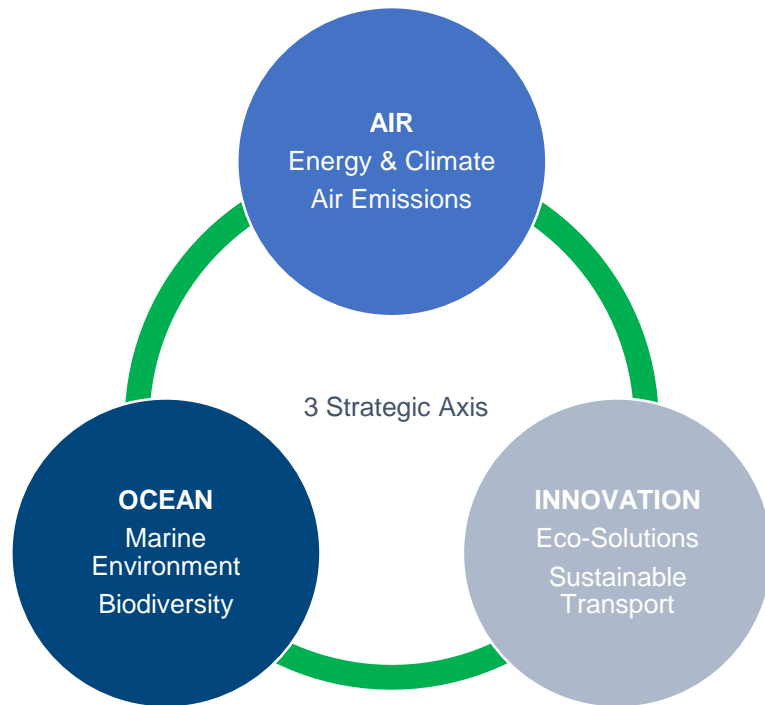 AIR
Energy & Climate
Air Emissions
3 Strategic Axis
OCEAN
Marine
Environment
Biodiversity
INNOVATION
Eco-Solutions
Sustainable
Transport